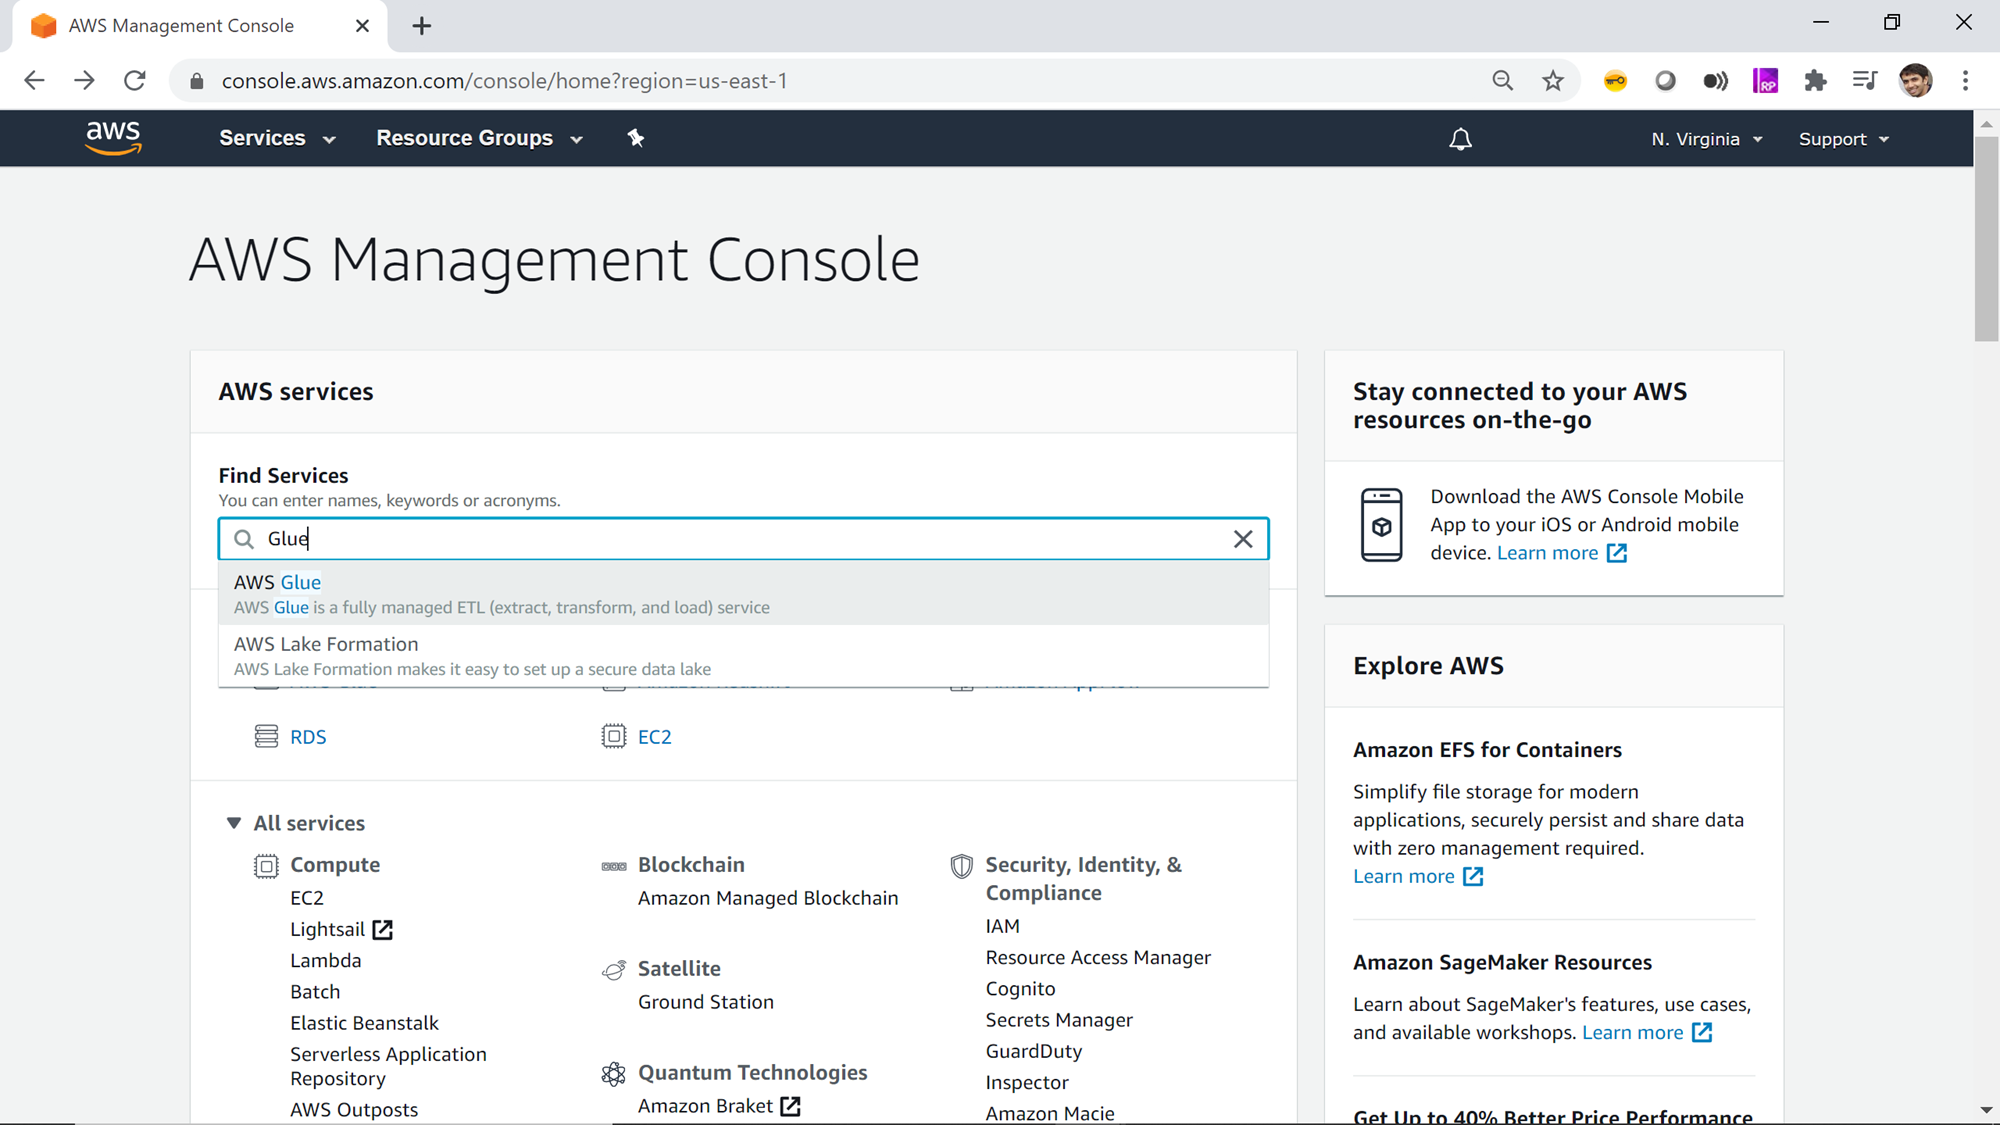 AWS Management Console
console.aws.amazon.com/console/home?region=us-east-1
RP
aws
Services
Resource Groups
N. Virginia
Support
AWS Management Console
AWS services
Find Services
You can enter names, keywords or acronyms.
Glue
AWS Glue
AWS Glue is a fully managed ETL (extract, transform, and load) service
AWS Lake Formation
AWS Lake Formation makes it easy to set up a secure data lake
RDS
EC2
All services
Compute
EC2
Lightsail
Lambda
Batch
Elastic Beanstalk
Serverless Application
Repository
AWS Outposts
Blockchain
Amazon Managed Blockchain
Satellite
Ground Station
Quantum Technologies
Amazon Braket
Security, Identity, &
Compliance
IAM
Resource Access Manager
Cognito
Secrets Manager
GuardDuty
Inspector
Amazon Macie
Stay connected to your AWS
resources on-the-go
Download the AWS Console Mobile
App to your iOS or Android mobile
device. Learn more
Explore AWS
Amazon EFS for Containers
Simplify file storage for modern
applications, securely persist and share data
with zero management required.
Learn more
Amazon SageMaker Resources
Learn about SageMaker's features, use cases,
and available workshops. Learn more
Get Up to 40% Better Price Performance